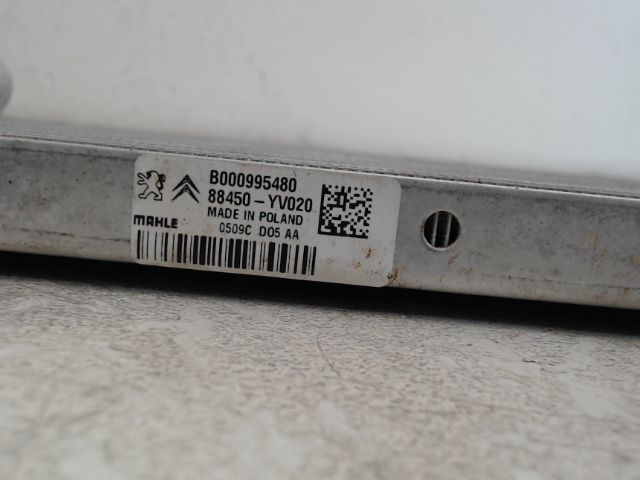 B000995480
88450-YV020
MADE IN POLAND
MAHLE
0509C D05 AA